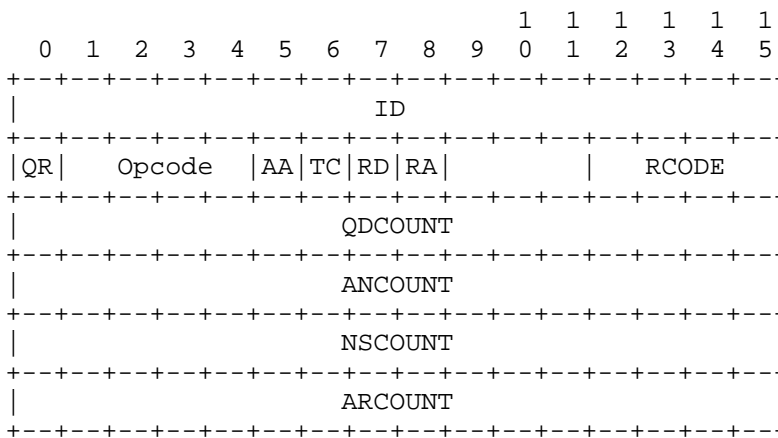 1  1  1  1  1  1
  0  1  2  3  4  5  6  7  8  9  0  1  2  3  4  5
+--+--+--+--+--+--+--+--+--+--+--+--+--+--+--+--
|                      ID
+--+--+--+--+--+--+--+--+--+--+--+--+--+--+--+--
|QR|   Opcode  |AA|TC|RD|RA|        |   RCODE
+--+--+--+--+--+--+--+--+--+--+--+--+--+--+--+--
|                    QDCOUNT
+--+--+--+--+--+--+--+--+--+--+--+--+--+--+--+--
|                    ANCOUNT
+--+--+--+--+--+--+--+--+--+--+--+--+--+--+--+--
|                    NSCOUNT
+--+--+--+--+--+--+--+--+--+--+--+--+--+--+--+--
|                    ARCOUNT
+--+--+--+--+--+--+--+--+--+--+--+--+--+--+--+--